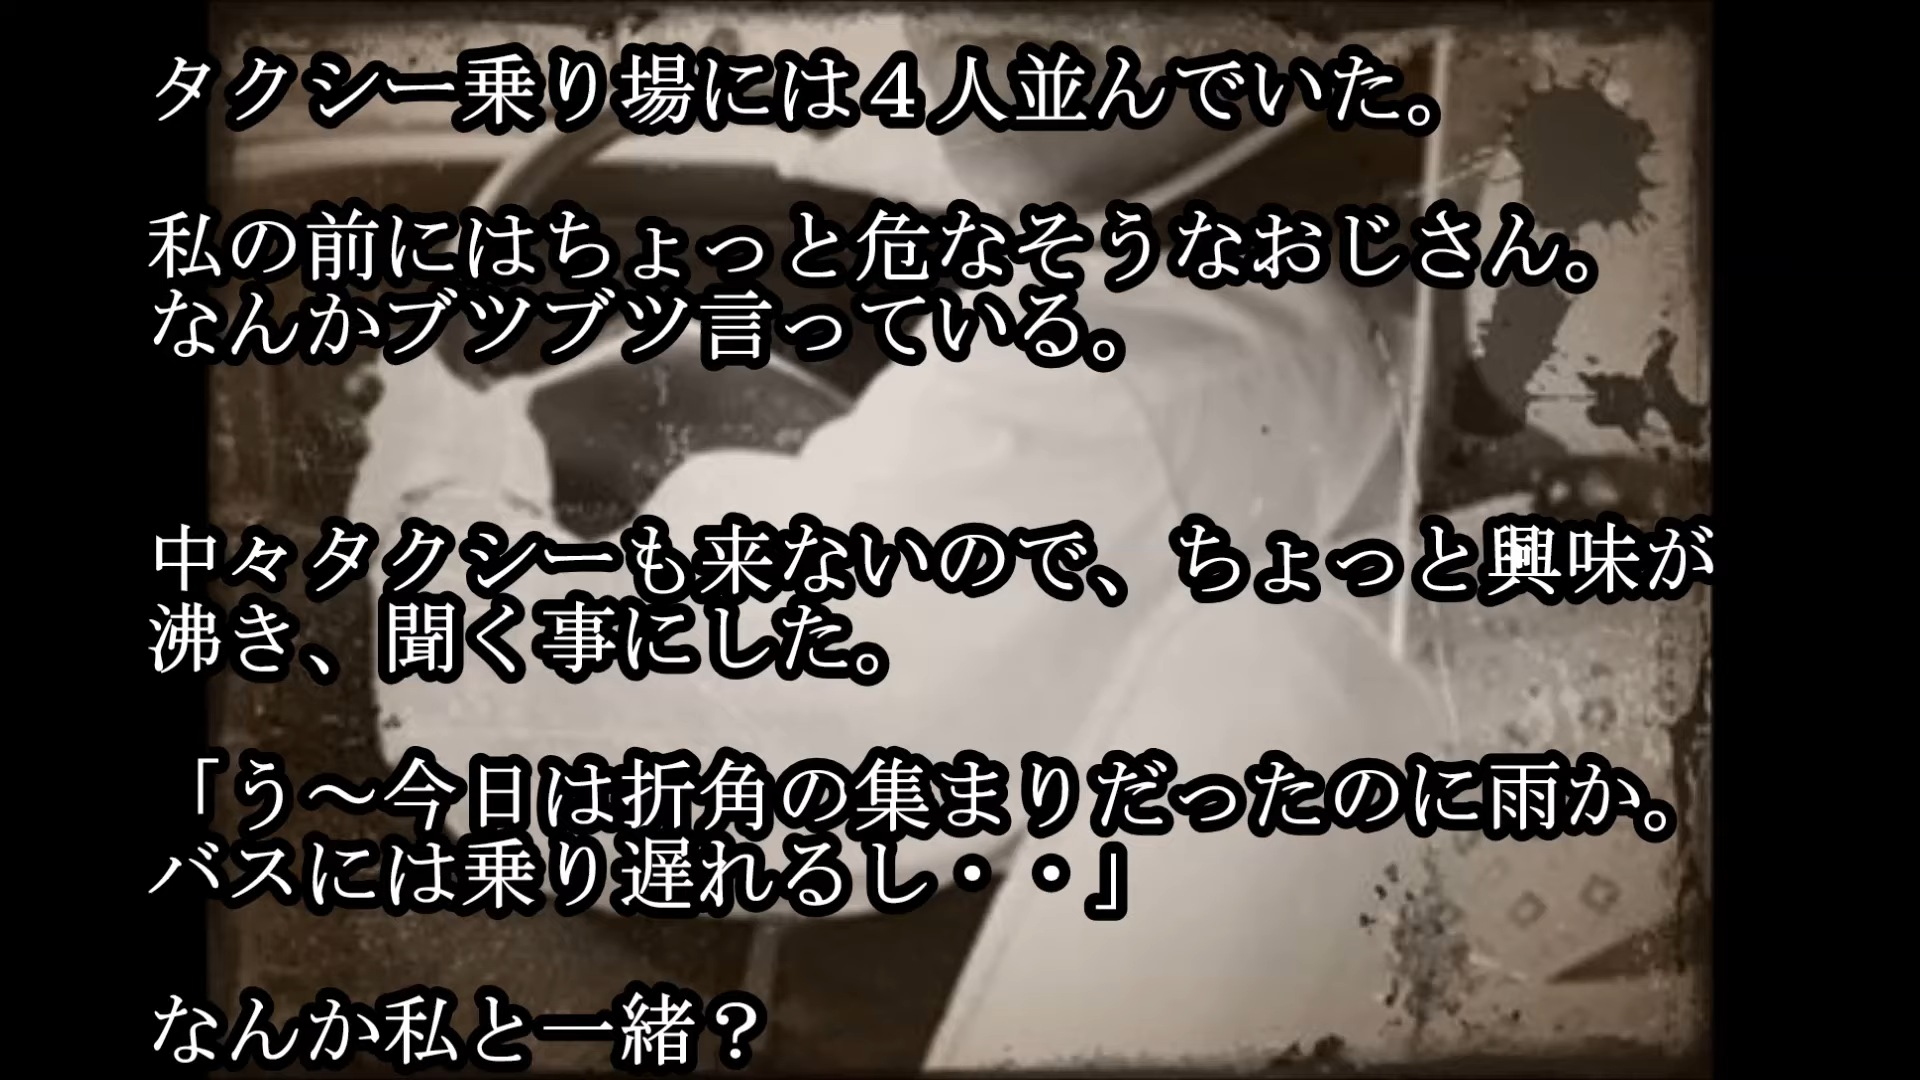 タクシー乗り場には４人並んでいた。
私の前にはちょっと危なそうなおじさん。
なんかブツブツ言っている。
中々タクシーも来ないので、ちょっと興味が
沸き、聞く事にした。
「う～今日は折角の集まりだったのに雨か。
バスには乗り遅れるし・・』
なんか私と一緒？